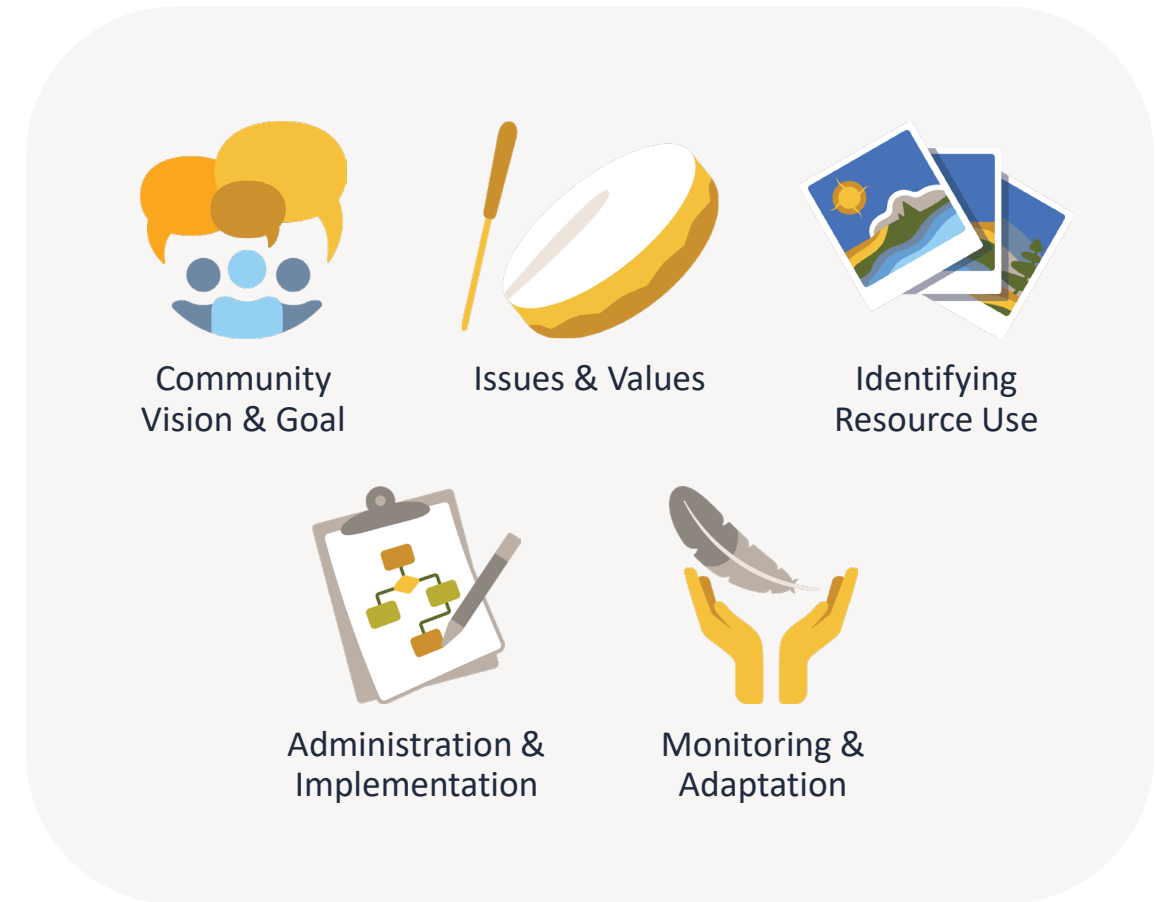 Community
Vision & Goal
Issues & Values
Identifying
Resource Use
Administration &
Implementation
Monitoring &
Adaptation